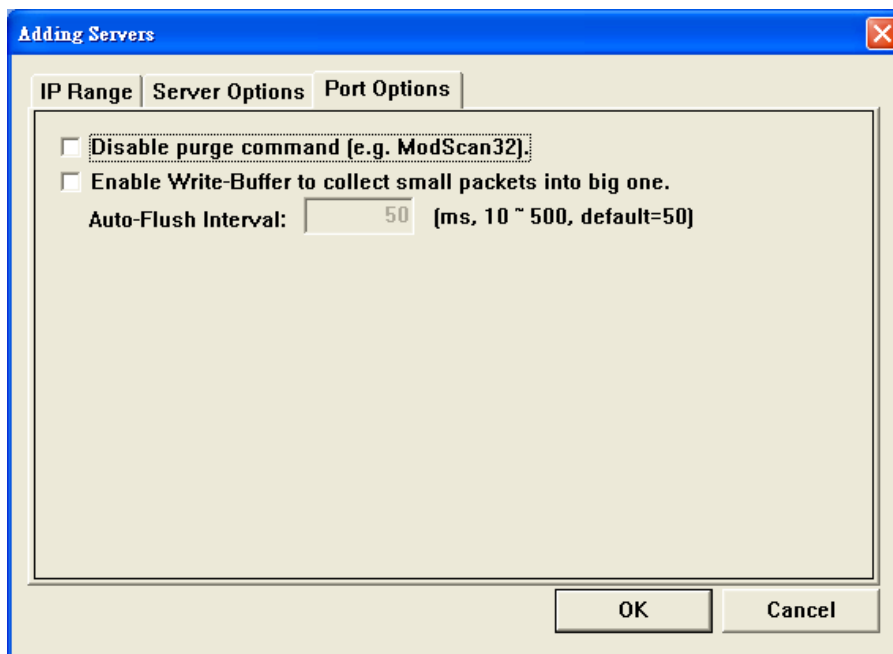 Adding Servers
IP Range Server Options Port Options
Disable purge command (e.g. ModScan32).
Enable Write-Buffer to collect small packets into big one.
Auto-Flush Interval: 50 (ms, 10 ~ 500, default=50)
OK Cancel